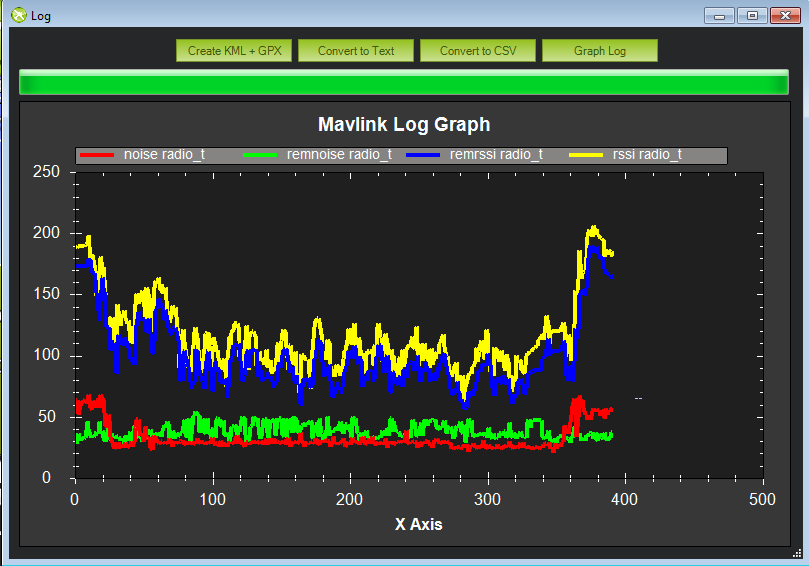 Log
Create KML + GPX Convert to Text Convert to CSV Graph Log
Mavlink Log Graph
noise radio_t remnoise radio_t remrssi radio_t rssi radio_t
250
200
150
100
50
0
0 100 200 300 400 500
X Axis